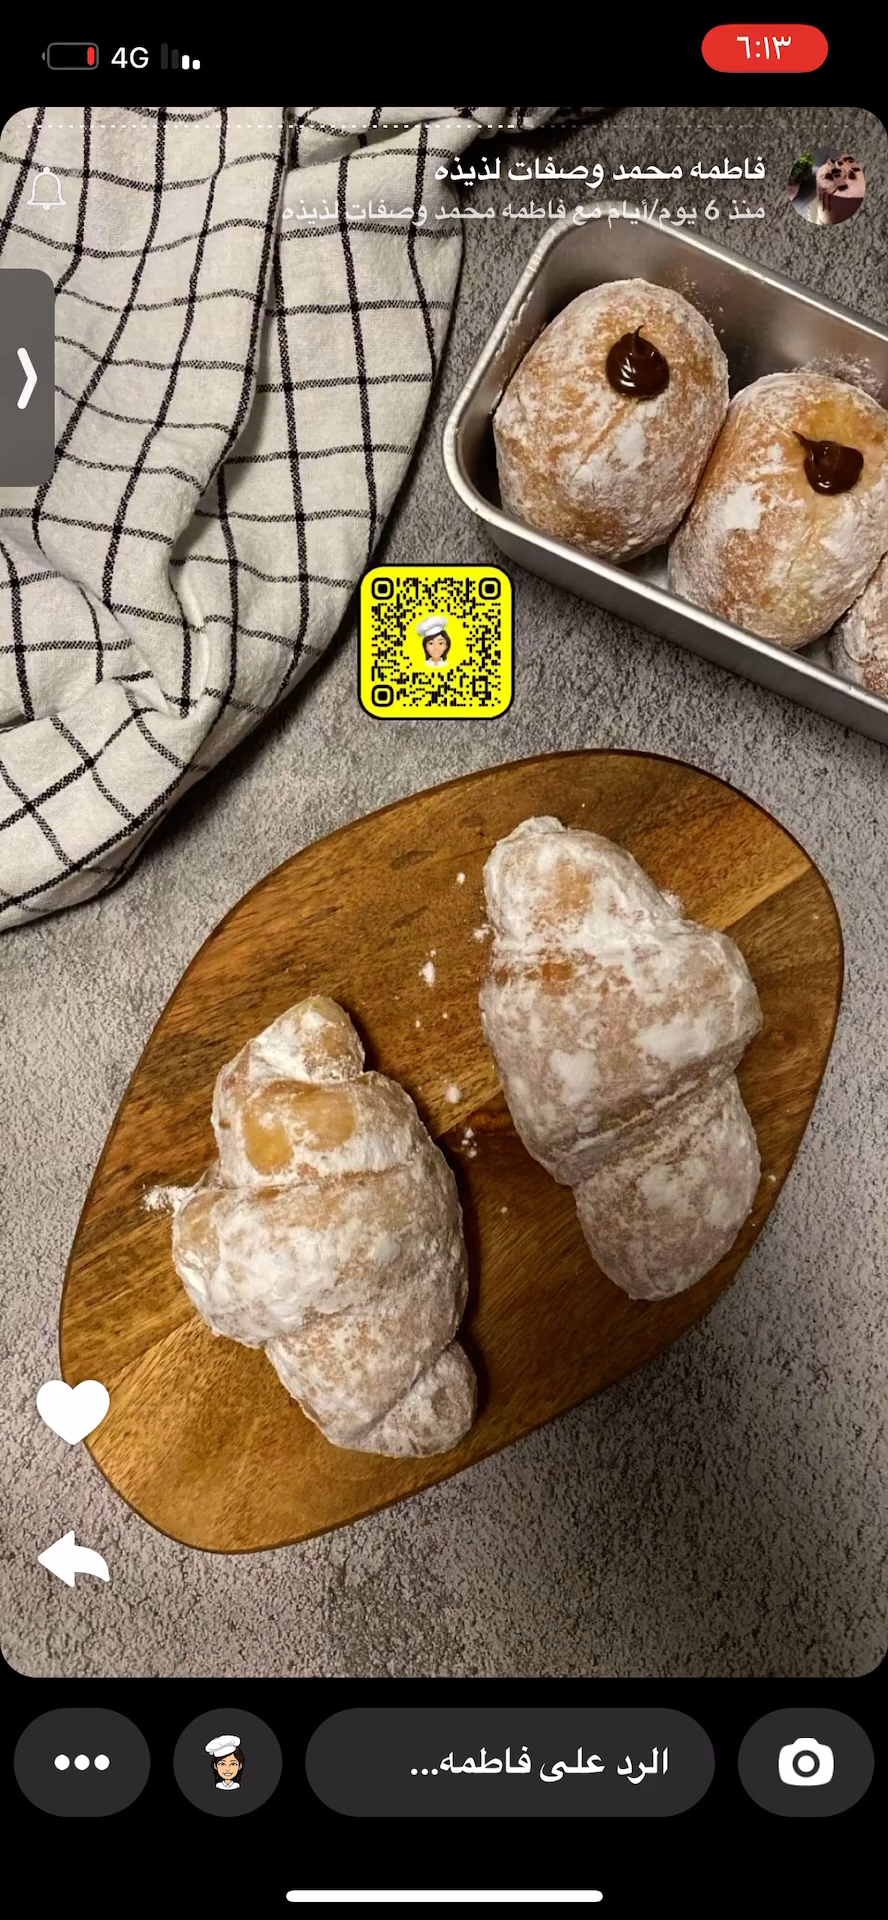 4G
٦:١٣
فاطمه محمد وصفات لذيذه
منذ 6 يوم/أيام مع فاطمه محمد وصفات لذيذه
الرد على فاطمه...